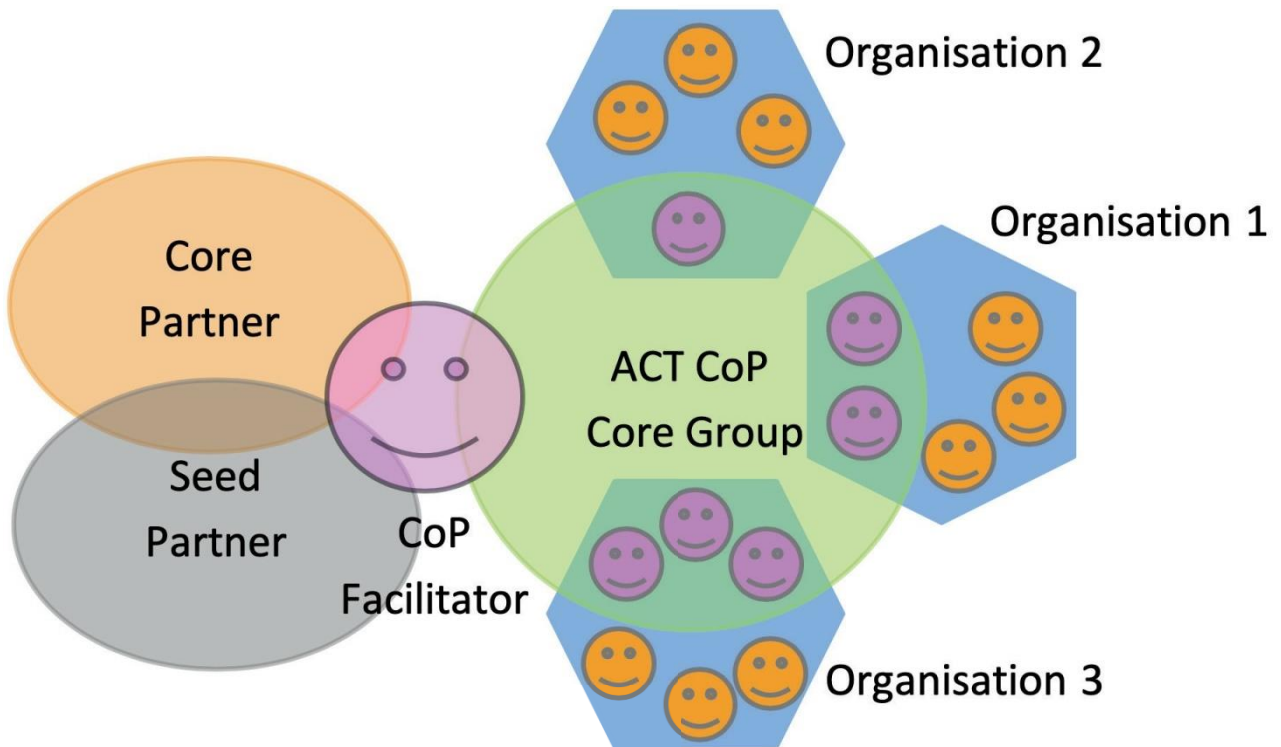 Organisation 2
Organisation 1
Core
Partner
ACT CoP
Core Group
Seed
Partner
CoP
Facilitator
Organisation 3